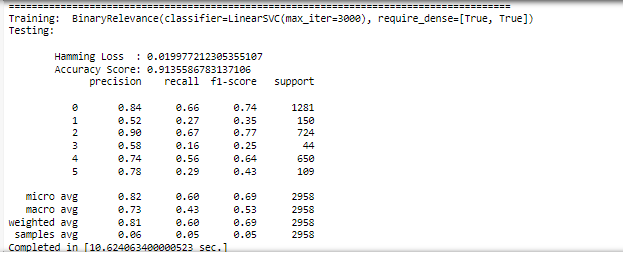 ================================================================================
Training:  BinaryRelevance(classifier=LinearSVC(max_iter=3000), require_dense=[True, True])
Testing:
Hamming Loss  : 0.019977212305355107
Accuracy Score: 0.9135586783137106
precision    recall  f1-score   support
0       0.84      0.66      0.74      1281
1       0.52      0.27      0.35       150
2       0.90      0.67      0.77       724
3       0.58      0.16      0.25        44
4       0.74      0.56      0.64       650
5       0.78      0.29      0.43       109
micro avg       0.82      0.60      0.69      2958
macro avg       0.73      0.43      0.53      2958
weighted avg       0.81      0.60      0.69      2958
samples avg       0.06      0.05      0.05      2958
Completed in [10.624063400000523 sec.]